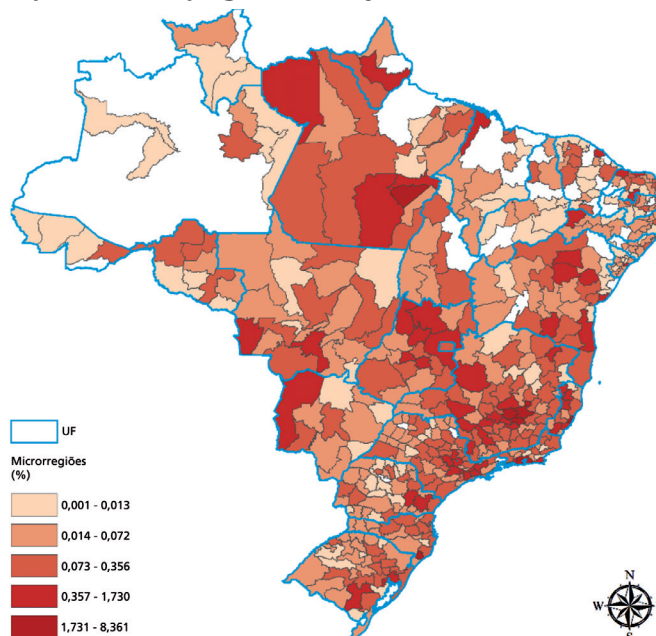 UF
Microrregiões
(%)
0,001 - 0,013
0,014 - 0,072
0,073 - 0,356
0,357 - 1,730
1,731 - 8,361
N
W
E
S